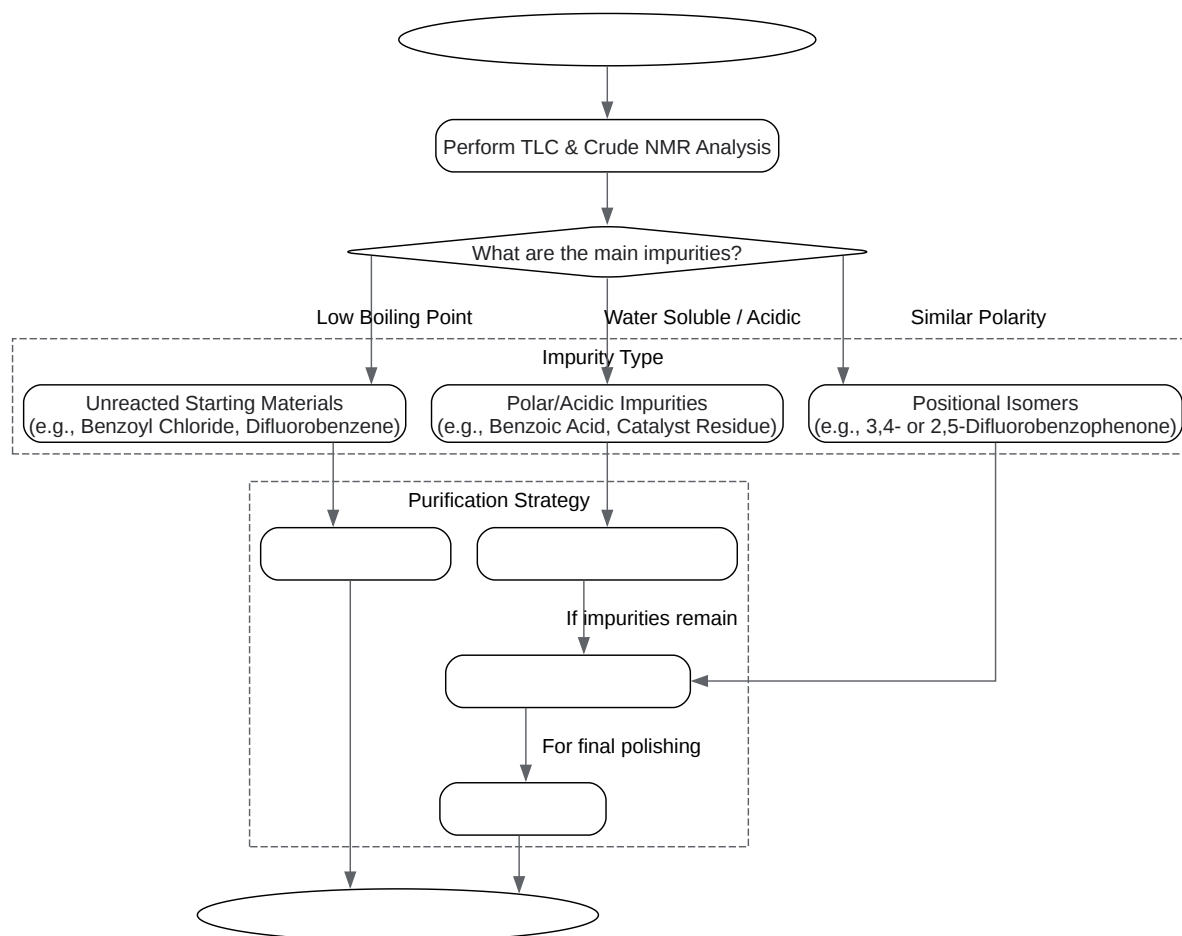 Perform TLC & Crude NMR Analysis
What are the main impurities?
Low Boiling Point
Water Soluble / Acidic
Similar Polarity
Impurity Type
Unreacted Starting Materials
(e.g., Benzoyl Chloride, Difluorobenzene)
Polar/Acidic Impurities
(e.g., Benzoic Acid, Catalyst Residue)
Positional Isomers
(e.g., 3,4- or 2,5-Difluorobenzophenone)
Purification Strategy
If impurities remain
For final polishing